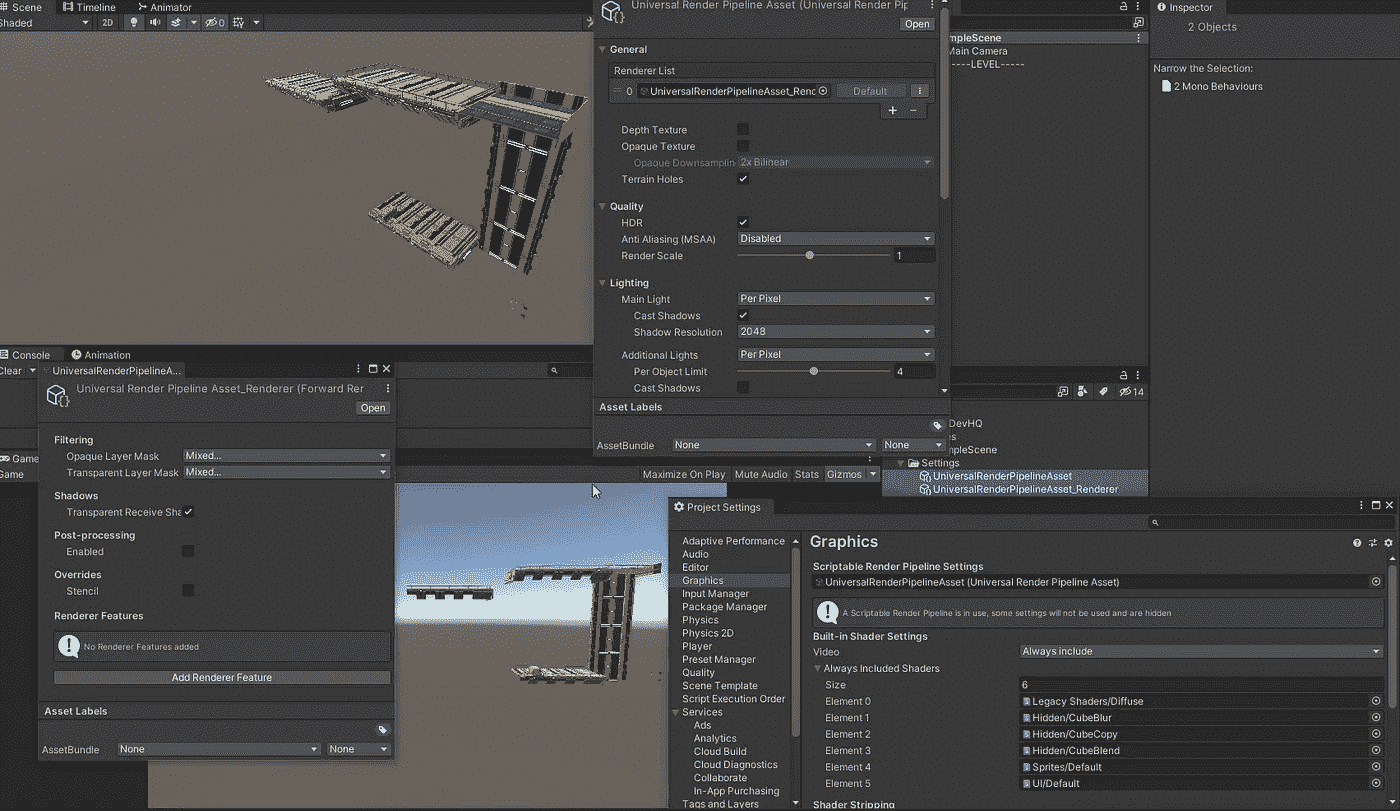 Scene Timeline Animator
Shaded 2D 0
Universal Render Pipeline Asset (Universal Render Pip
Open
General
Renderer List
0 UniversalRenderPipelineAsset_Renc Default
+ −
Depth Texture
Opaque Texture
Opaque Downsamplin 2x Bilinear
Terrain Holes
Quality
HDR
Anti Aliasing (MSAA) Disabled
Render Scale 1
Lighting
Main Light Per Pixel
Cast Shadows
Shadow Resolution 2048
Additional Lights Per Pixel
Per Object Limit 4
Cast Shadows
Asset Labels
AssetBundle None None
mpleScene
Main Camera
----LEVEL-----
Inspector
2 Objects
Narrow the Selection:
2 Mono Behaviours
14
DevHQ
es
mpleScene
Settings
UniversalRenderPipelineAsset
UniversalRenderPipelineAsset_Renderer
Console Animation
Clear
UniversalRenderPipelineA...
Universal Render Pipeline Asset_Renderer (Forward Rer
Open
Filtering
Opaque Layer Mask Mixed...
Transparent Layer Mask Mixed...
Shadows
Transparent Receive Sha
Post-processing
Enabled
Overrides
Stencil
Renderer Features
No Renderer Features added
Add Renderer Feature
Asset Labels
AssetBundle None None
Game
Game
Maximize On Play Mute Audio Stats Gizmos
Project Settings
Adaptive Performance
Audio
Editor
Graphics
Input Manager
Package Manager
Physics
Physics 2D
Player
Preset Manager
Quality
Scene Template
Script Execution Order
Services
Ads
Analytics
Cloud Build
Cloud Diagnostics
Collaborate
In-App Purchasing
Tags and Layers
Graphics
Scriptable Render Pipeline Settings
UniversalRenderPipelineAsset (Universal Render Pipeline Asset)
A Scriptable Render Pipeline is in use, some settings will not be used and are hidden
Built-in Shader Settings
Video Always include
Always Included Shaders
Size 6
Element 0 Legacy Shaders/Diffuse
Element 1 Hidden/CubeBlur
Element 2 Hidden/CubeCopy
Element 3 Hidden/CubeBlend
Element 4 Sprites/Default
Element 5 UI/Default
Shader Stripping